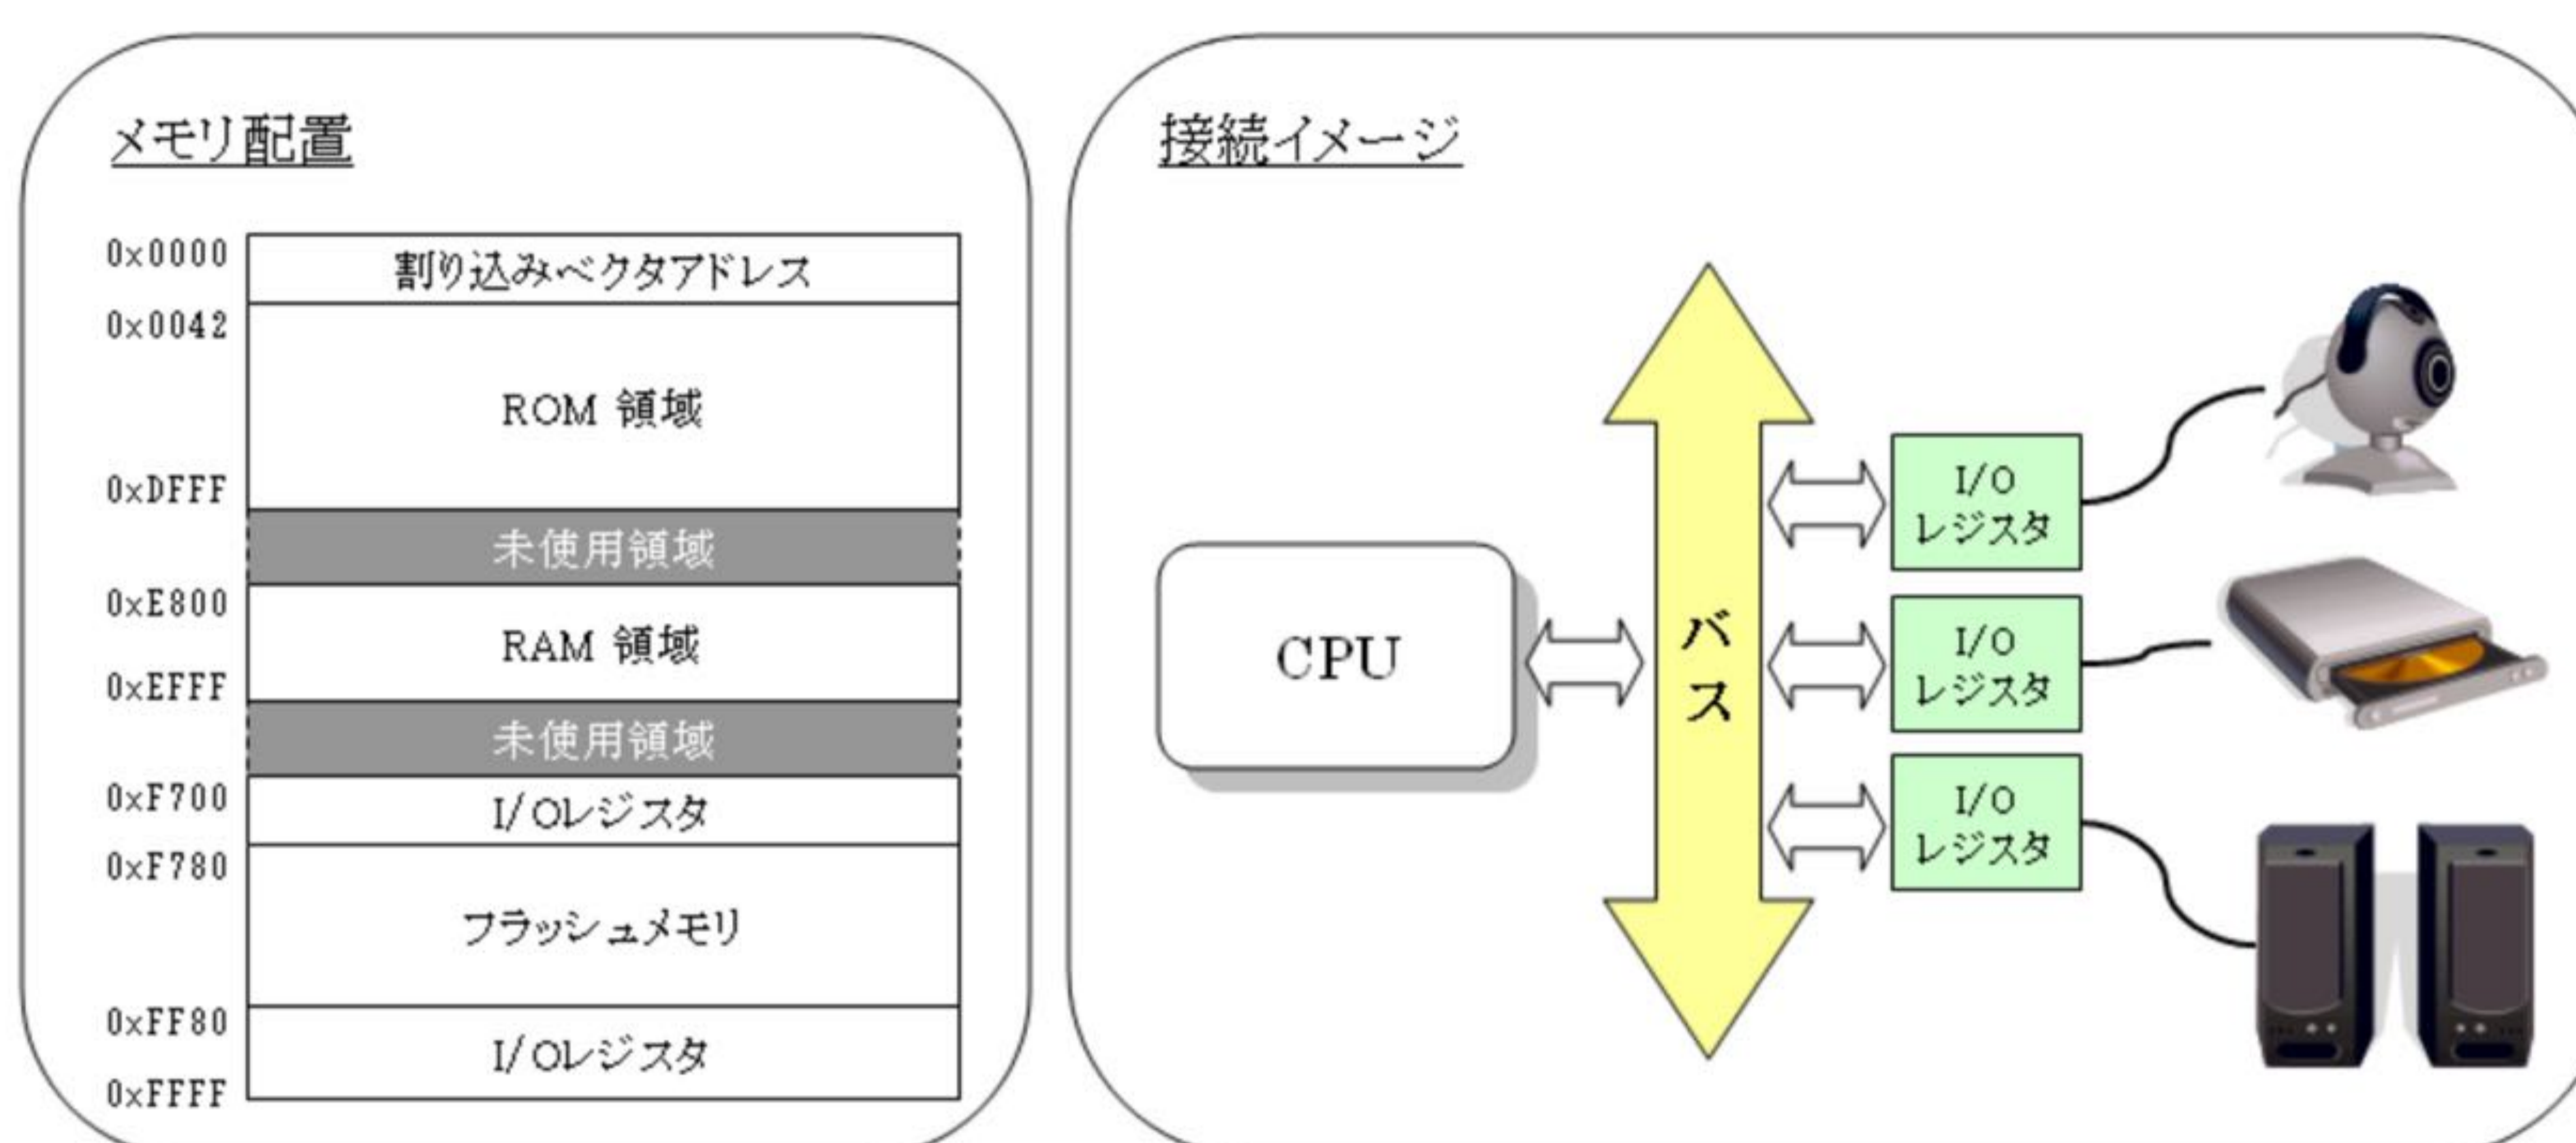 メモリ配置
0x0000
割り込みベクタアドレス
0x0042
ROM 領域
0xDFFF
未使用領域
0xE800
RAM 領域
0xEFFF
未使用領域
0xF700
I/Oレジスタ
0xF780
フラッシュメモリ
0xFF80
I/Oレジスタ
0xFFFF
接続イメージ
CPU
バス
I/O
レジスタ
I/O
レジスタ
I/O
レジスタ